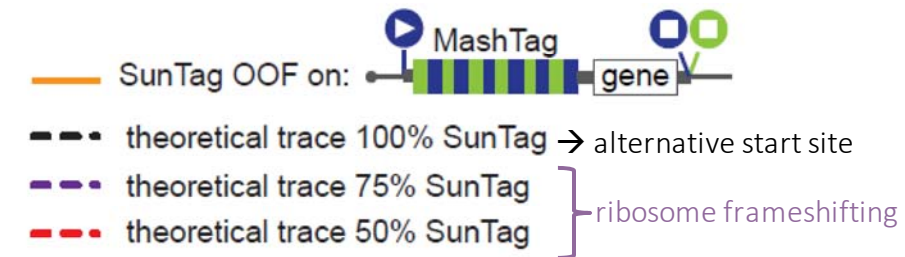 MashTag
SunTag OOF on: gene
theoretical trace 100% SunTag → alternative start site
theoretical trace 75% SunTag
ribosome frameshifting
theoretical trace 50% SunTag